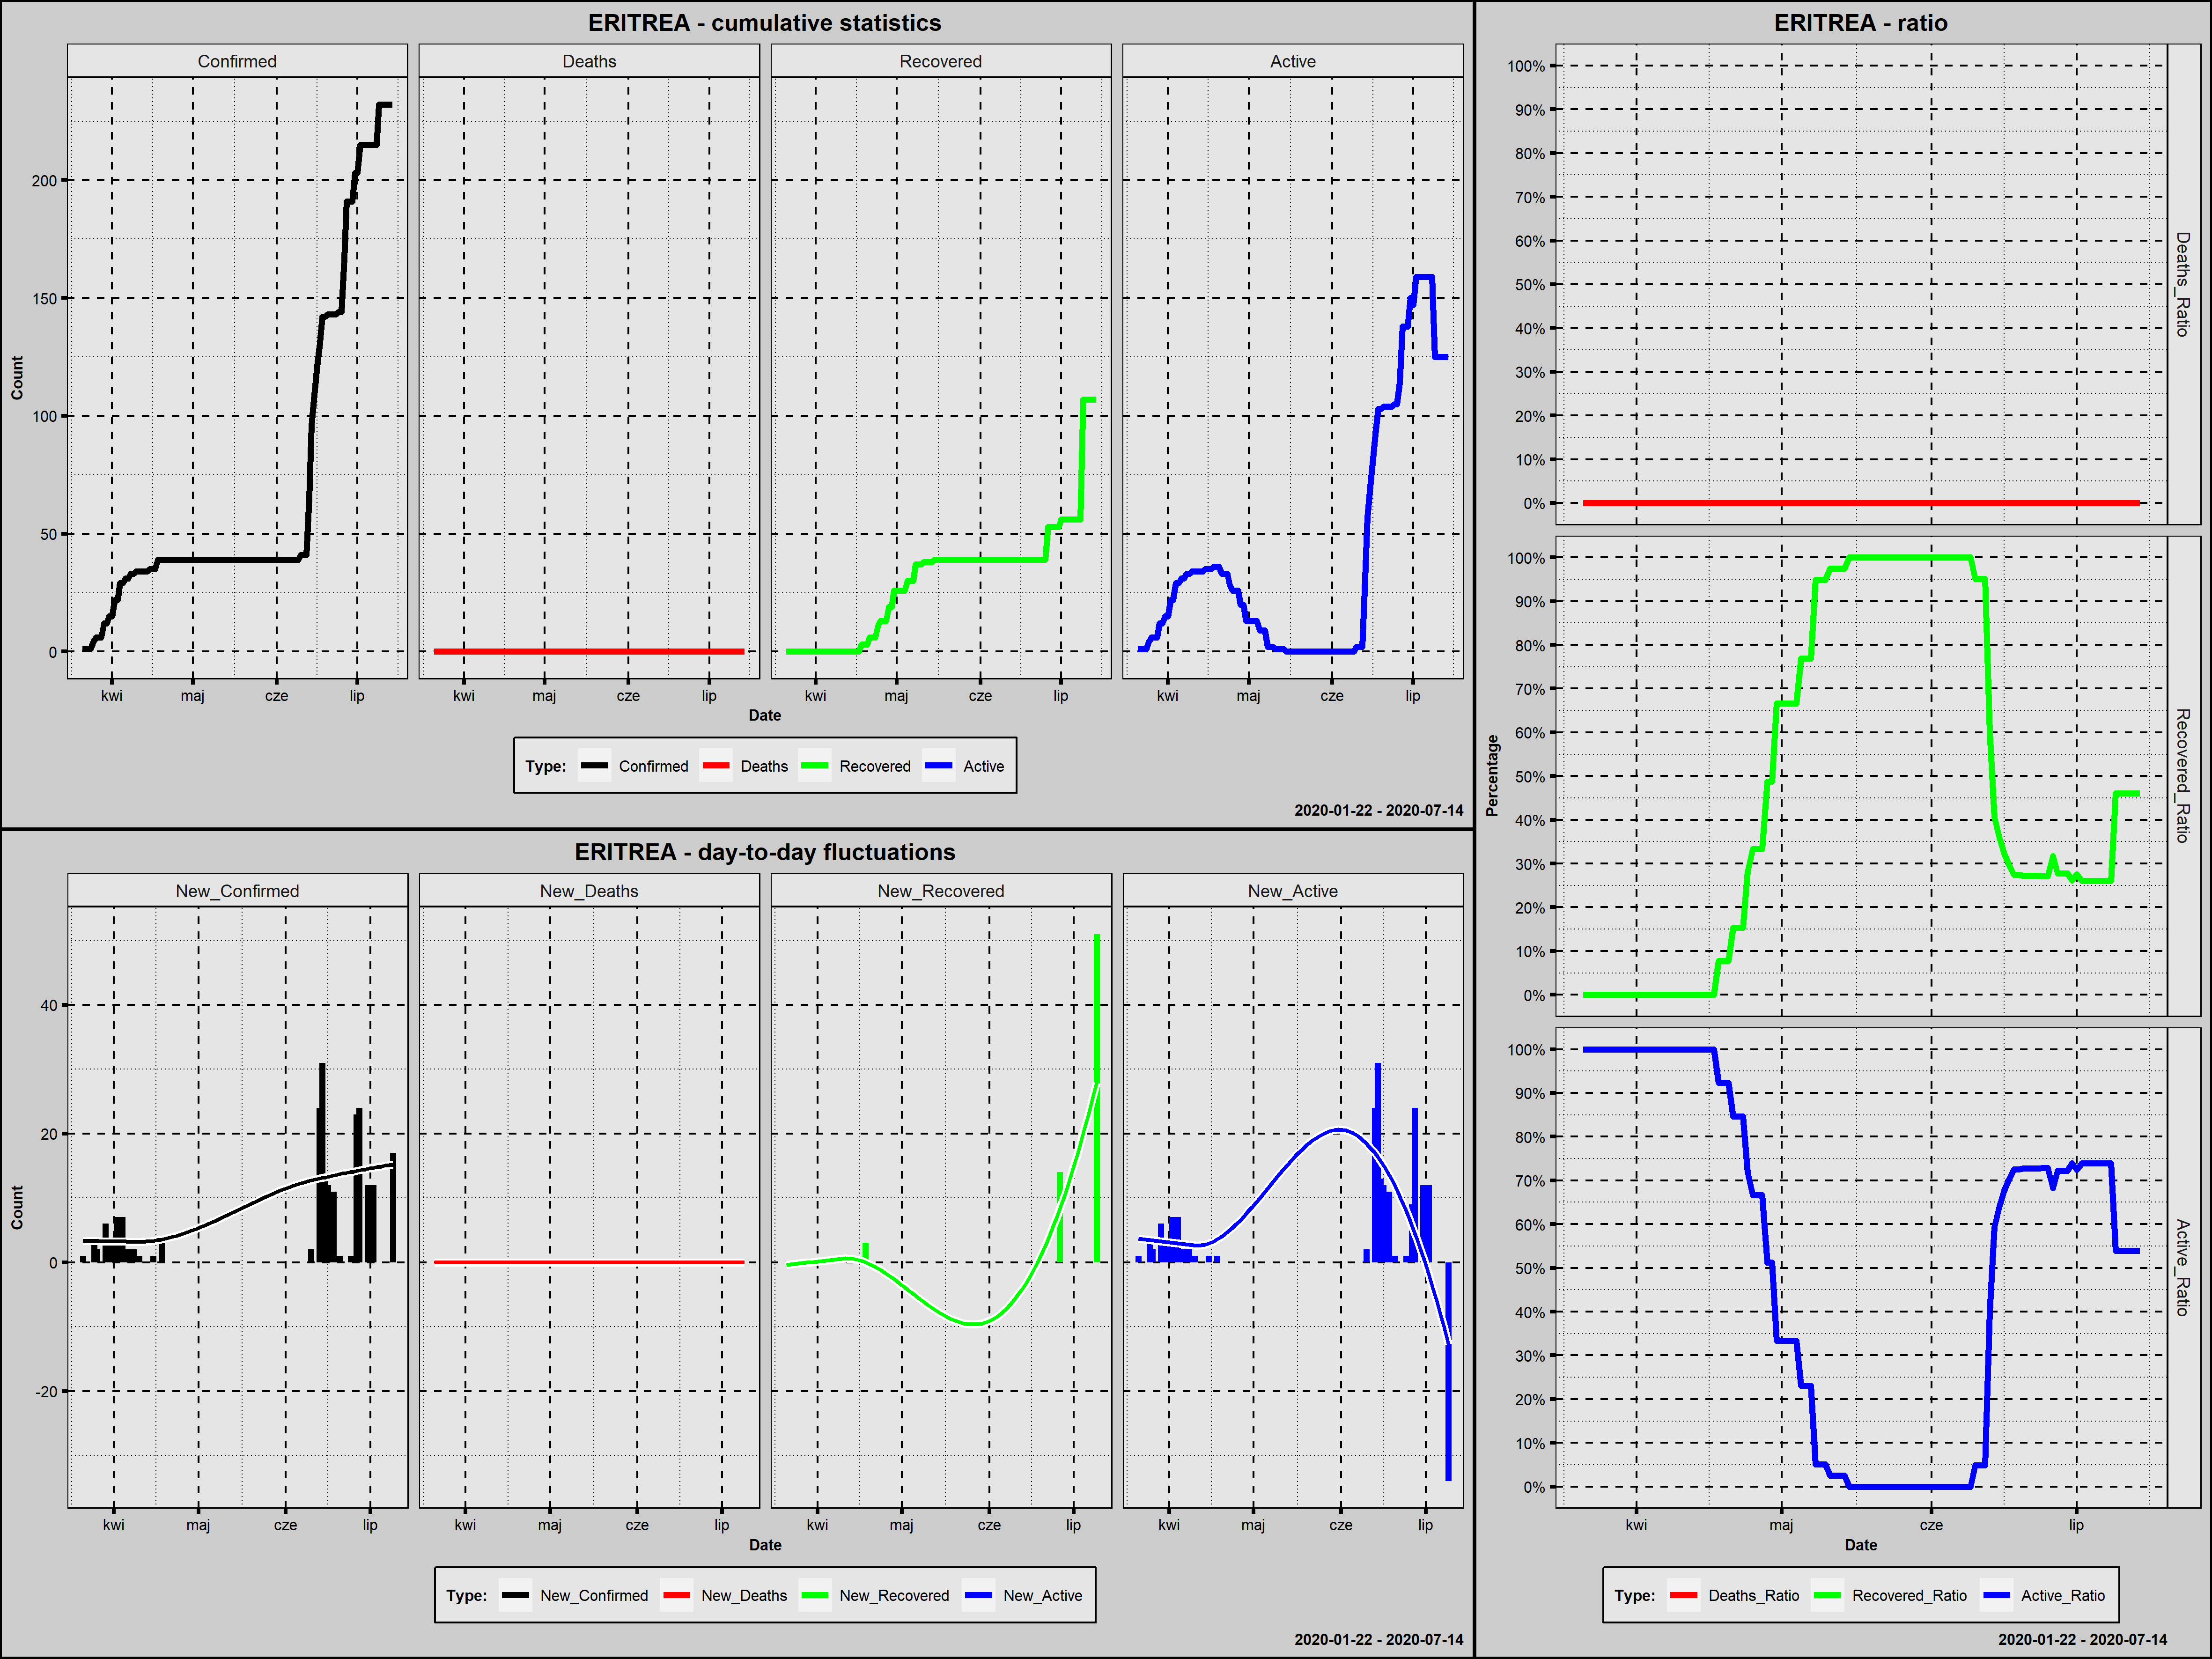 ERITREA - cumulative statistics
Confirmed Deaths Recovered Active
Count
200
150
100
50
0
kwi maj cze lip kwi maj cze lip kwi maj cze lip kwi maj cze lip
Date
Type: Confirmed Deaths Recovered Active
2020-01-22 - 2020-07-14
ERITREA - day-to-day fluctuations
New_Confirmed New_Deaths New_Recovered New_Active
Count
40
20
0
-20
kwi maj cze lip kwi maj cze lip kwi maj cze lip kwi maj cze lip
Date
Type: New_Confirmed New_Deaths New_Recovered New_Active
2020-01-22 - 2020-07-14
ERITREA - ratio
Percentage
100%
90%
80%
70%
60%
50%
40%
30%
20%
10%
0%
Deaths_Ratio
100%
90%
80%
70%
60%
50%
40%
30%
20%
10%
0%
Recovered_Ratio
100%
90%
80%
70%
60%
50%
40%
30%
20%
10%
0%
Active_Ratio
kwi maj cze lip
Date
Type: Deaths_Ratio Recovered_Ratio Active_Ratio
2020-01-22 - 2020-07-14